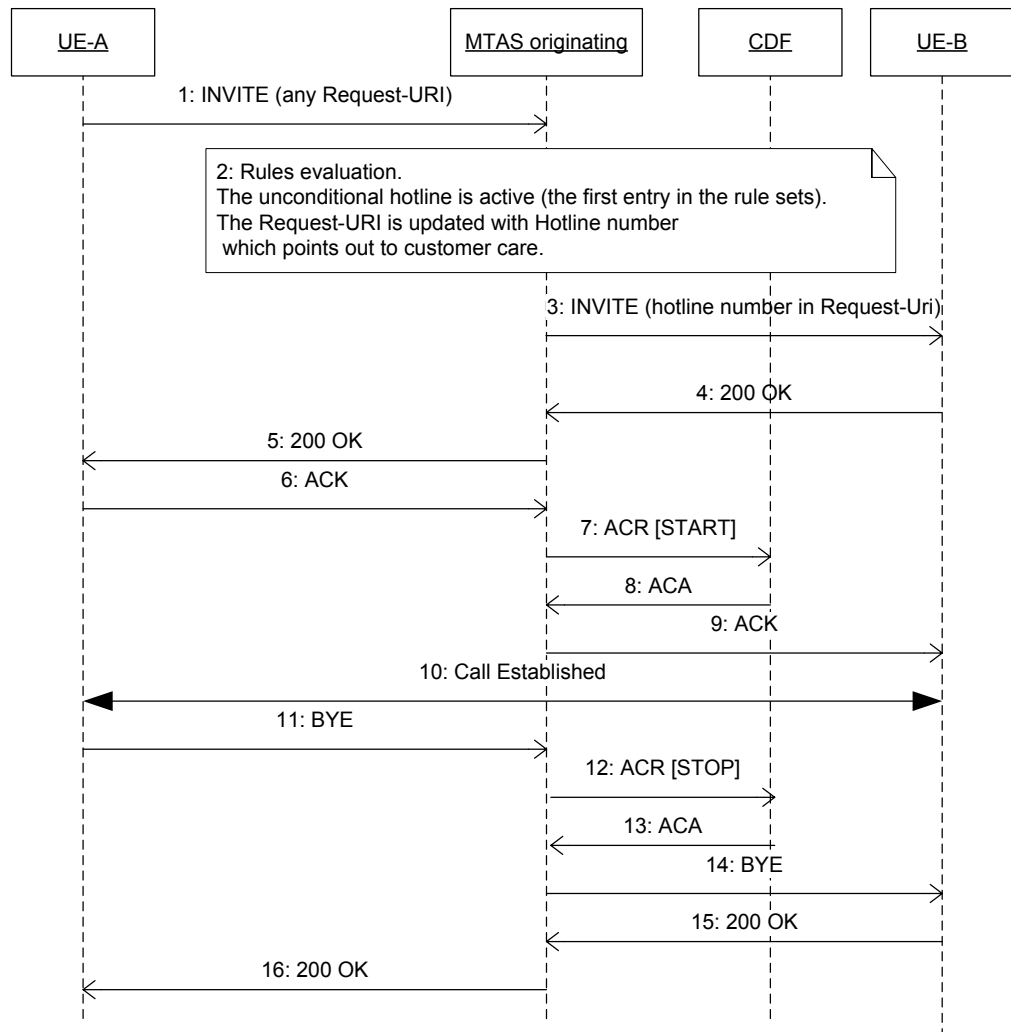 UE-A
MTAS originating
CDF
UE-B
1: INVITE (any Request-URI)
2: Rules evaluation.
The unconditional hotline is active (the first entry in the rule sets).
The Request-URI is updated with Hotline number
which points out to customer care.
3: INVITE (hotline number in Request-Uri)
4: 200 OK
5: 200 OK
6: ACK
7: ACR [START]
8: ACA
9: ACK
10: Call Established
11: BYE
12: ACR [STOP]
13: ACA
14: BYE
15: 200 OK
16: 200 OK